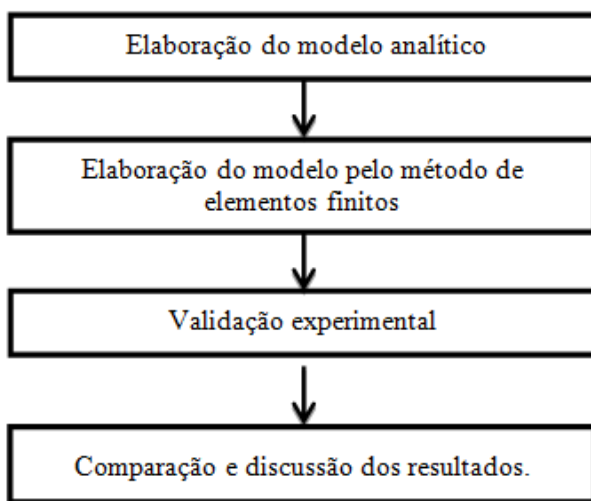 Elaboração do modelo analítico
Elaboração do modelo pelo método de
elementos finitos
Validação experimental
Comparação e discussão dos resultados.